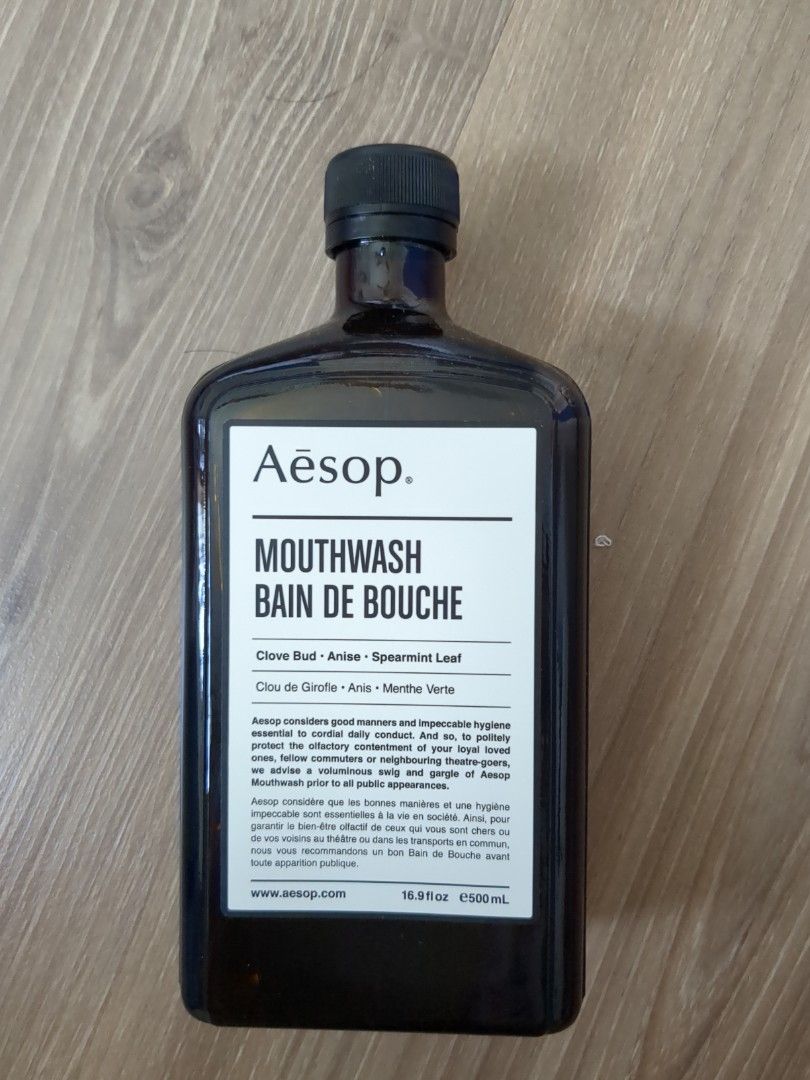 Aēsop®
MOUTHWASH
BAIN DE BOUCHE
Clove Bud • Anise • Spearmint Leaf
Clou de Girofle • Anis • Menthe Verte
Aesop considers good manners and impeccable hygiene
essential to cordial daily conduct. And so, to politely
protect the olfactory contentment of your loyal loved
ones, fellow commuters or neighbouring theatre-goers,
we advise a voluminous swig and gargle of Aesop
Mouthwash prior to all public appearances.
Aesop considère que les bonnes manières et une hygiène
impeccable sont essentielles à la vie en société. Ainsi, pour
garantir le bien-être olfactif de ceux qui vous sont chers ou
de vos voisins au théâtre ou dans les transports en commun,
nous vous recommandons un bon Bain de Bouche avant
toute apparition publique.
www.aesop.com 16.9 fl oz ℮500 mL